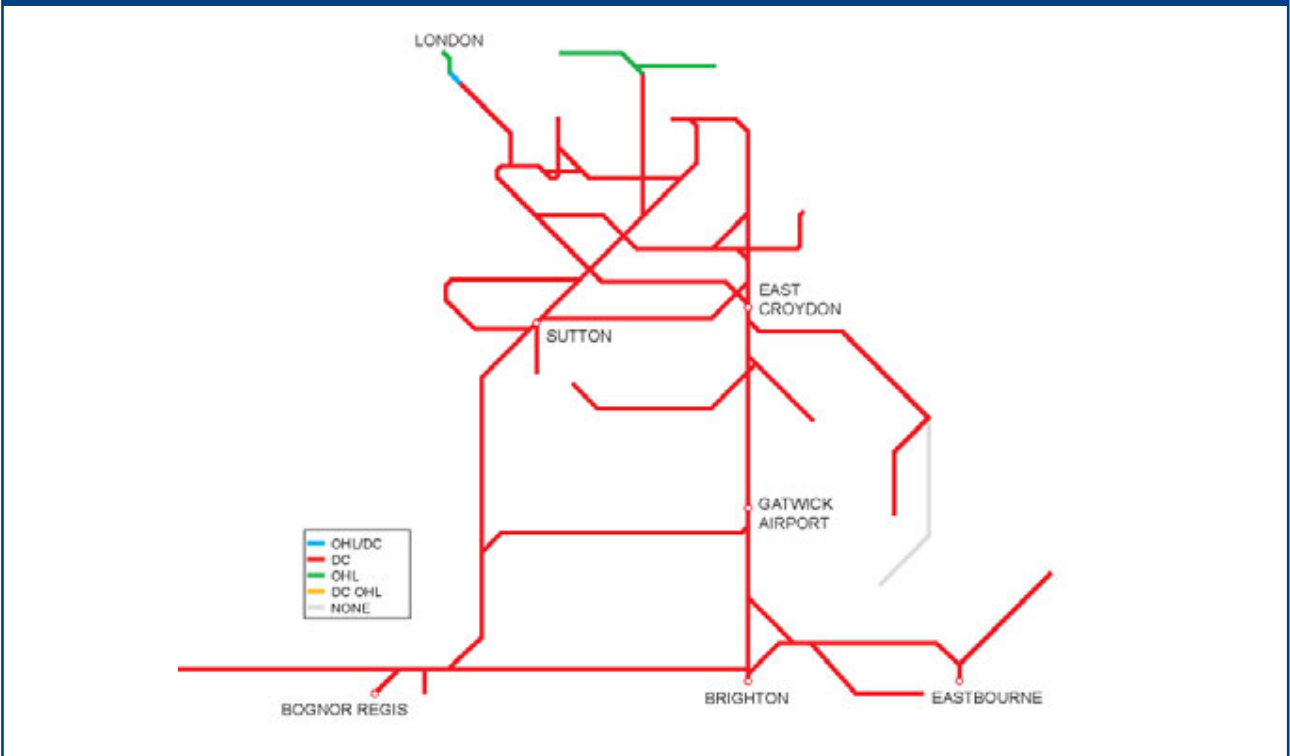 LONDON
EAST
CROYDON
SUTTON
GATWICK
AIRPORT
OHL/DC
DC
OHL
DC OHL
NONE
BOGNOR REGIS
BRIGHTON
EASTBOURNE